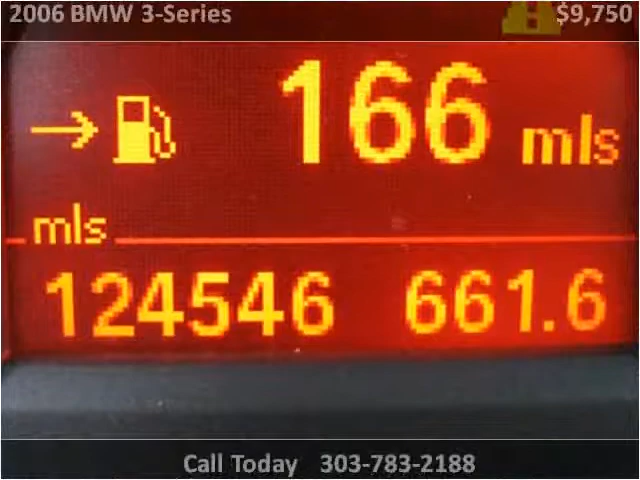 2006 BMW 3-Series $9,750
166 mls
mls
124546 661.6
Call Today 303-783-2188